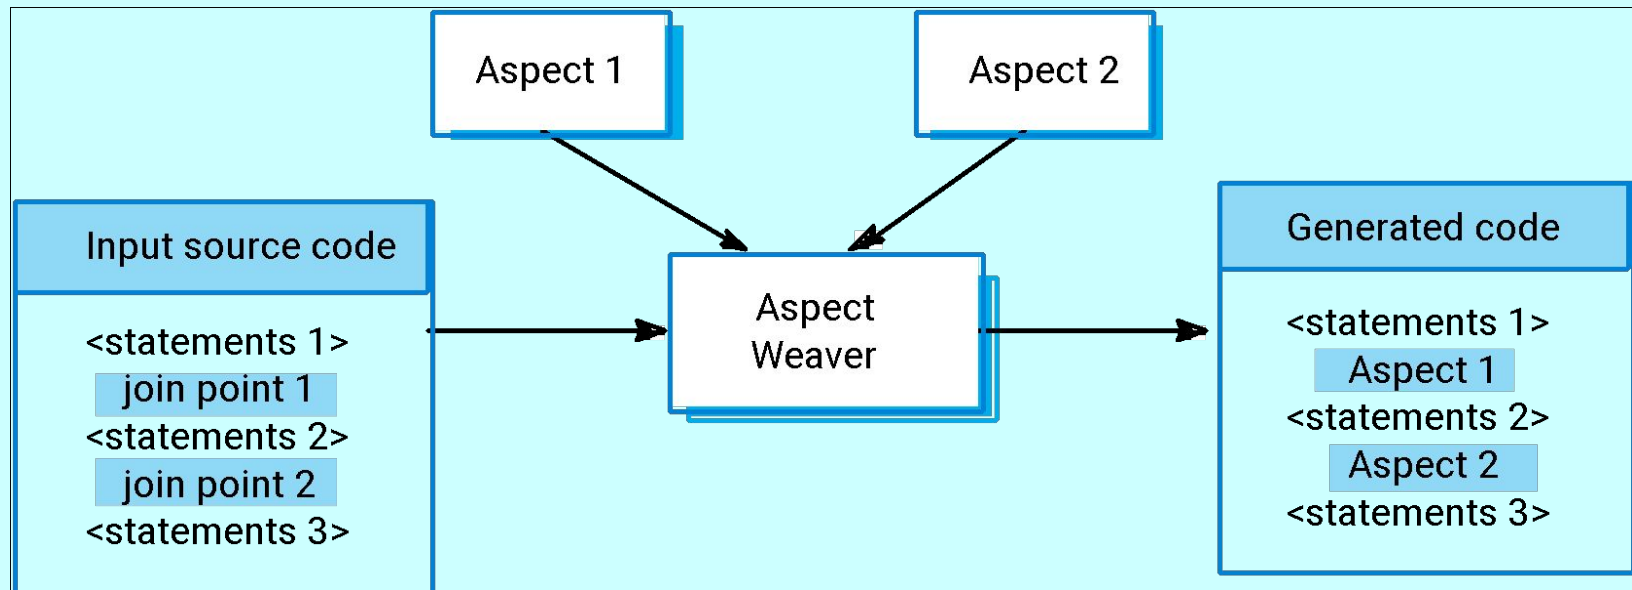 Aspect 1
Aspect 2
Input source code
<statements 1>
join point 1
<statements 2>
join point 2
<statements 3>
Aspect
Weaver
Generated code
<statements 1>
Aspect 1
<statements 2>
Aspect 2
<statements 3>